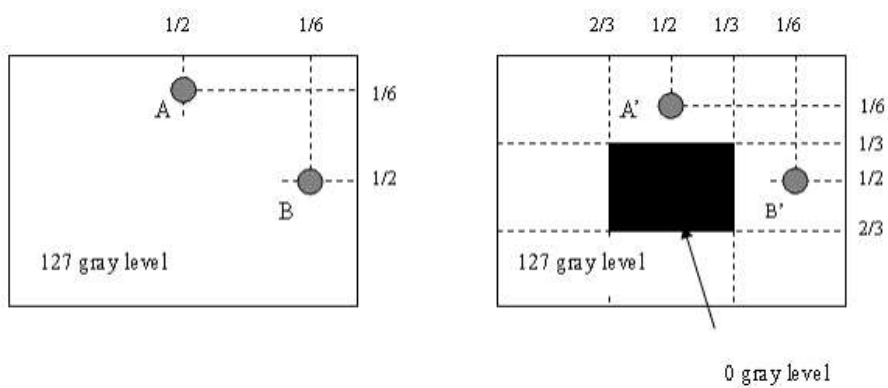 1/2 1/6
1/6
A
1/2
B
127 gray level
2/3 1/2 1/3 1/6
A' 1/6
1/3
1/2
B'
2/3
127 gray level
0 gray level